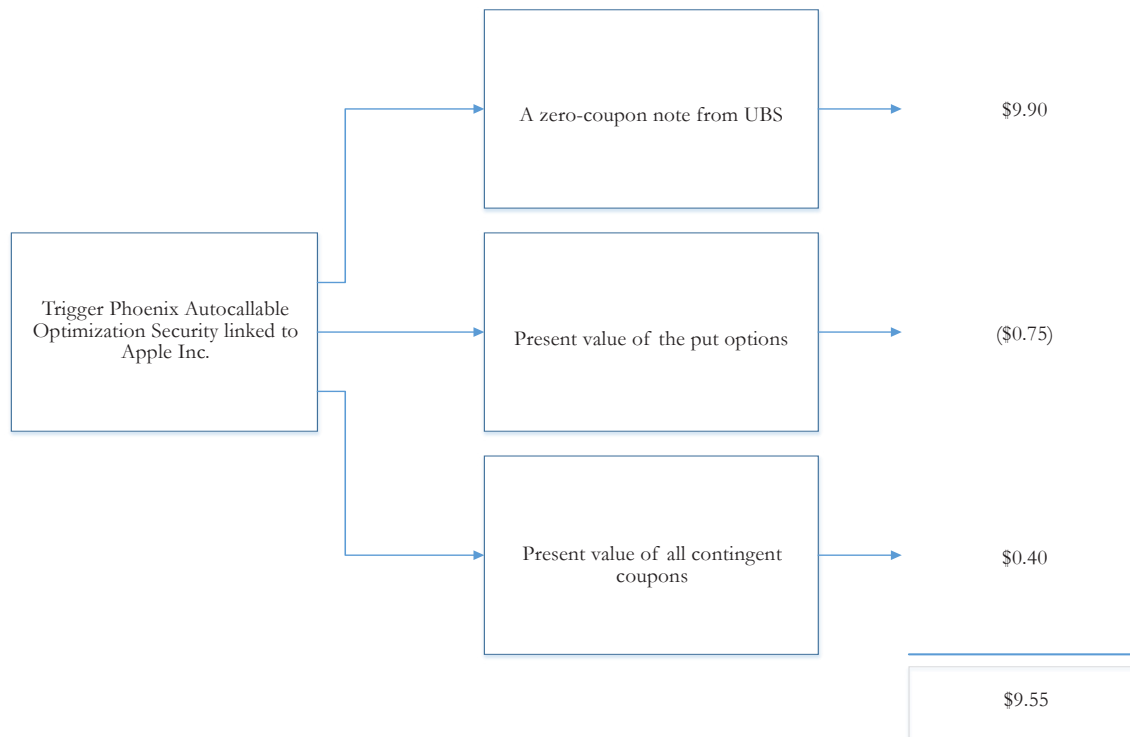 A zero-coupon note from UBS
$9.90
Trigger Phoenix Autocallable
Optimization Security linked to
Apple Inc.
Present value of the put options
($0.75)
Present value of all contingent
coupons
$0.40
$9.55